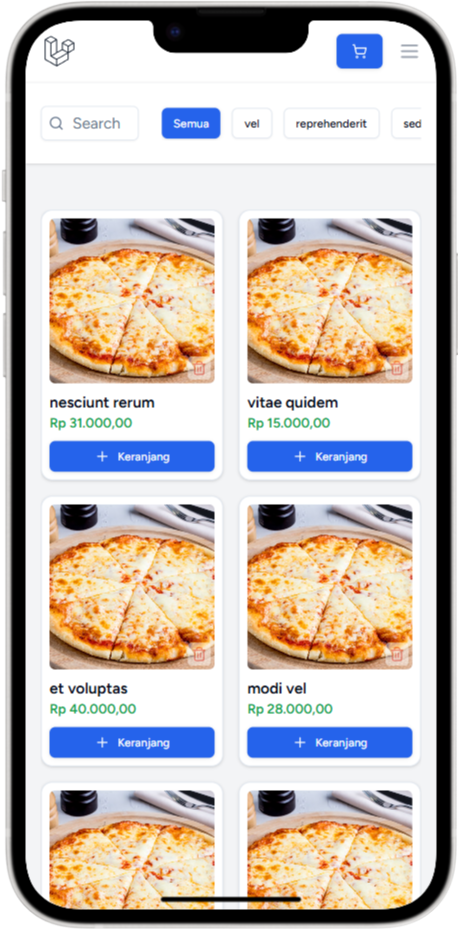 Search
Semua
vel
reprehenderit
sed
nesciunt rerum
Rp 31.000,00
Keranjang
vitae quidem
Rp 15.000,00
Keranjang
et voluptas
Rp 40.000,00
Keranjang
modi vel
Rp 28.000,00
Keranjang